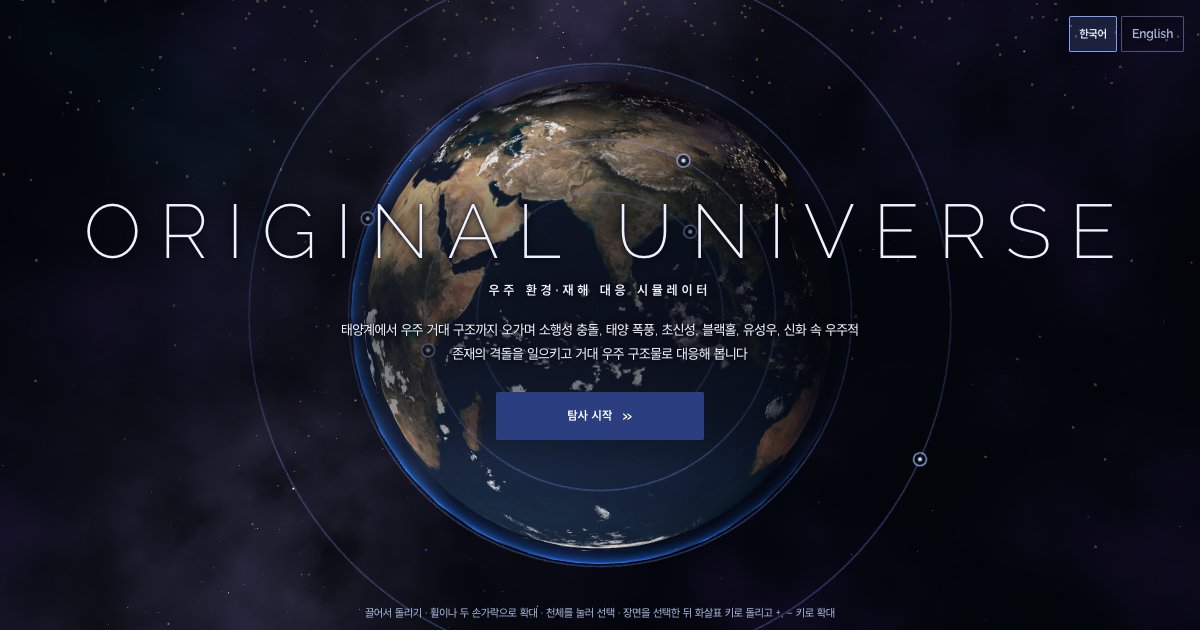 한국어
English
ORIGINAL UNIVERSE
우주 환경·재해 대응 시뮬레이터
태양계에서 우주 거대 구조까지 오가며 소행성 충돌, 태양 폭풍, 초신성, 블랙홀, 유성우, 신화 속 우주적
존재의 격돌을 일으키고 거대 우주 구조물로 대응해 봅니다
탐사 시작 »
끌어서 돌리기 · 휠이나 두 손가락으로 확대 · 천체를 눌러 선택 · 장면을 선택한 뒤 화살표 키로 돌리고 +, − 키로 확대